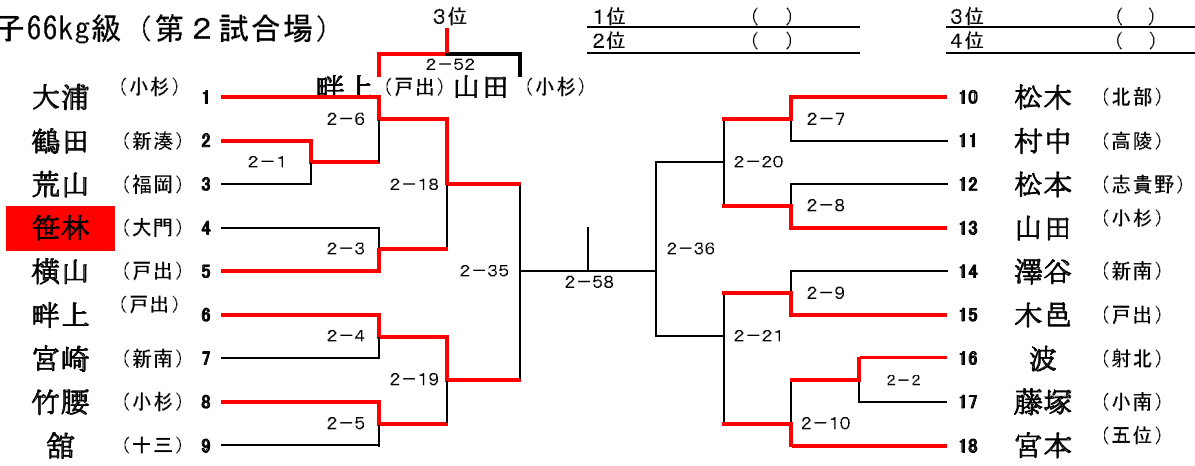 子66kg級（第２試合場）
3位
1位 （ ）
2位 （ ）
3位 （ ）
4位 （ ）
2－52
畔上（戸出）山田（小杉）
大浦（小杉）1
鶴田（新湊）2
荒山（福岡）3
笹林（大門）4
横山（戸出）5
畔上（戸出）6
宮崎（新南）7
竹腰（小杉）8
舘（十三）9
2－6
2－1
2－18
2－3
2－35
2－4
2－19
2－5
2－58
2－7
2－20
2－8
2－36
2－9
2－21
2－2
2－10
10 松木（北部）
11 村中（高陵）
12 松本（志貴野）
13 山田（小杉）
14 澤谷（新南）
15 木邑（戸出）
16 波（射北）
17 藤塚（小南）
18 宮本（五位）